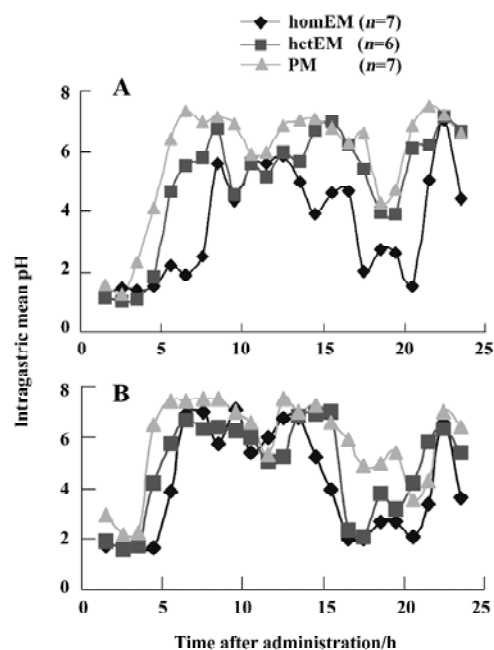 homEM (n=7)
hctEM (n=6)
PM (n=7)
A
8
6
4
2
0
0 5 10 15 20 25
B
8
6
4
2
0
0 5 10 15 20 25
Intragastric mean pH
Time after administration/h